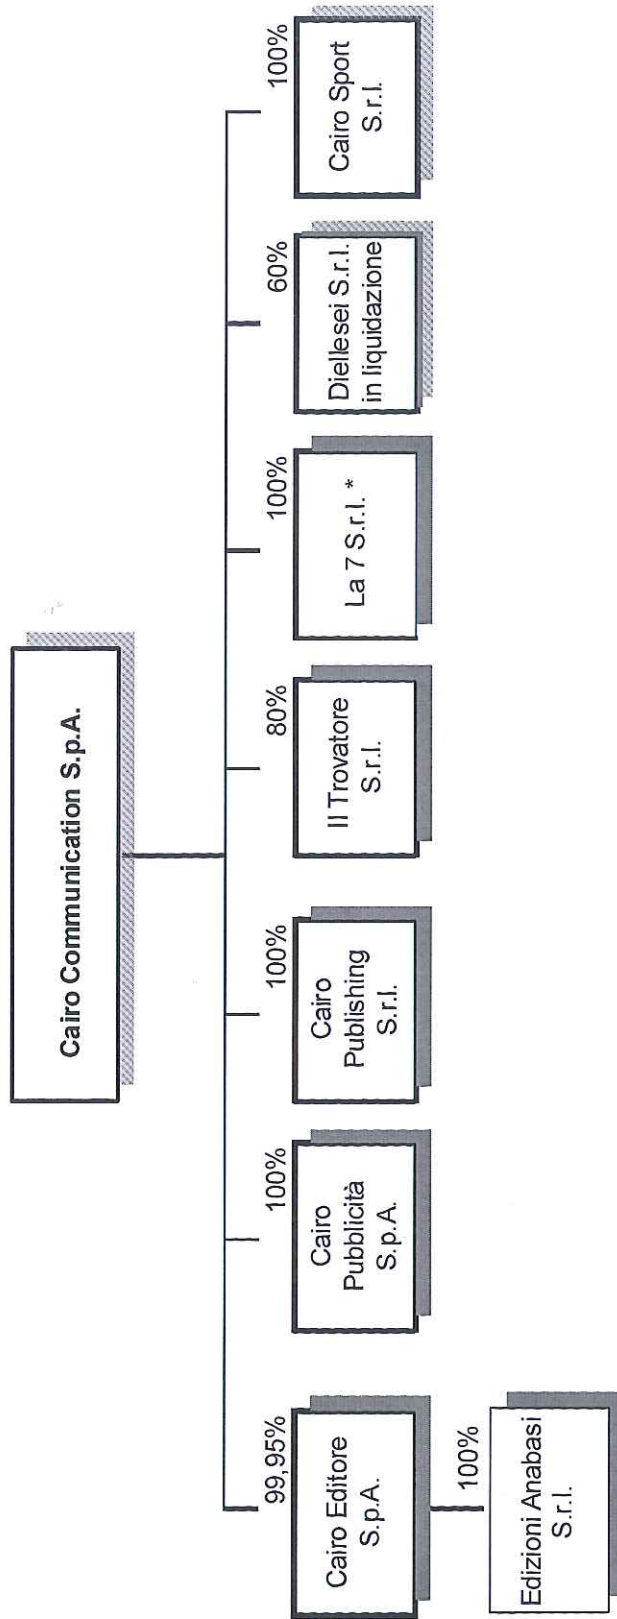 Cairo Communication S.p.A.
99,95%
Cairo Editore
S.p.A.
100%
Cairo
Pubblicità
S.p.A.
100%
Cairo
Publishing
S.r.l.
80%
Il Trovatore
S.r.l.
100%
La 7 S.r.l. *
60%
Diellesei S.r.l.
in liquidazione
100%
Cairo Sport
S.r.l.
100%
Edizioni Anabasi
S.r.l.